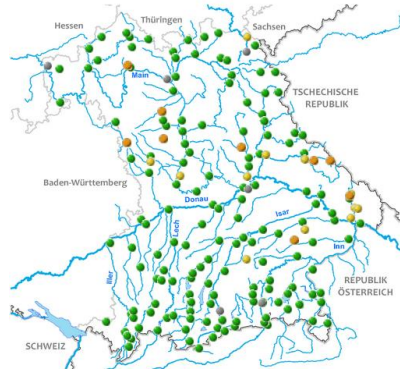 Hessen
Thüringen
Sachsen
Main
TSCHECHISCHE
REPUBLIK
Baden-Württemberg
Donau
Lech
Isar
Inn
Iller
REPUBLIK
ÖSTERREICH
SCHWEIZ